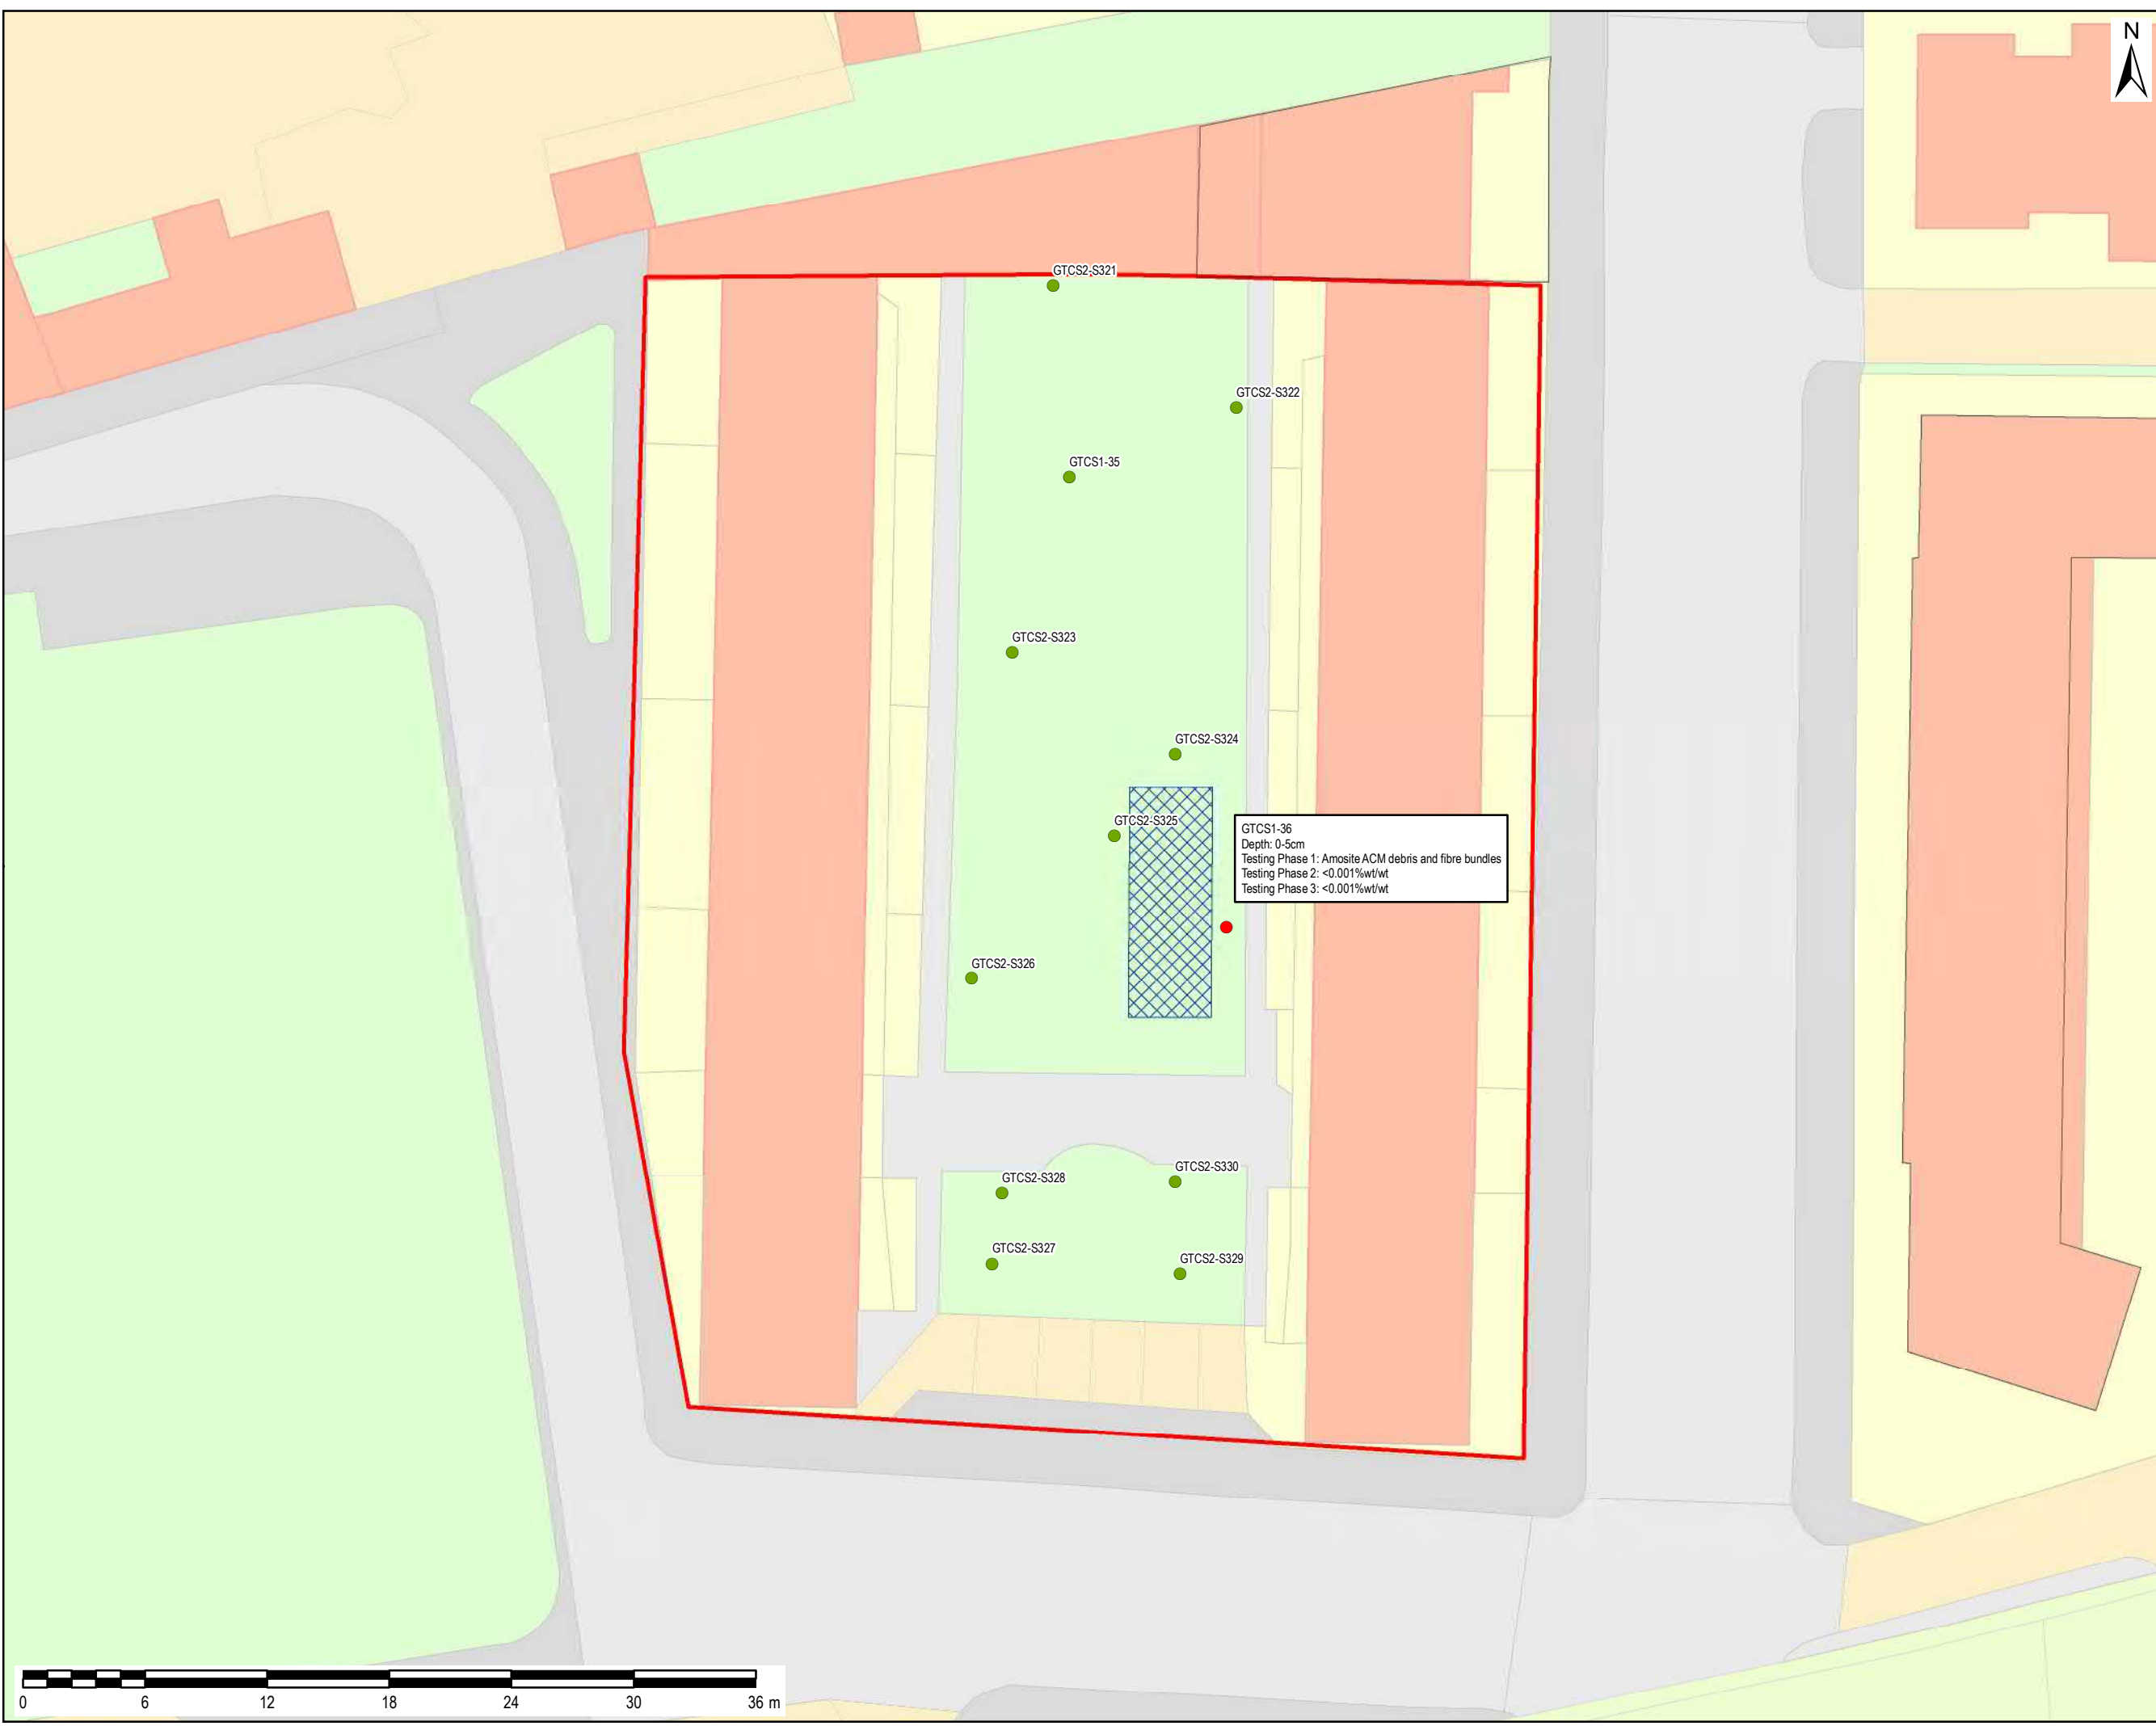 N
GTCS2-S321
GTCS2-S322
GTCS1-35
GTCS2-S323
GTCS2-S324
GTCS2-S325
GTCS1-36
Depth: 0-5cm
Testing Phase 1: Amosite ACM debris and fibre bundles
Testing Phase 2: <0.001%wt/wt
Testing Phase 3: <0.001%wt/wt
GTCS2-S326
GTCS2-S330
GTCS2-S328
GTCS2-S327
GTCS2-S329
0 6 12 18 24 30 36 m